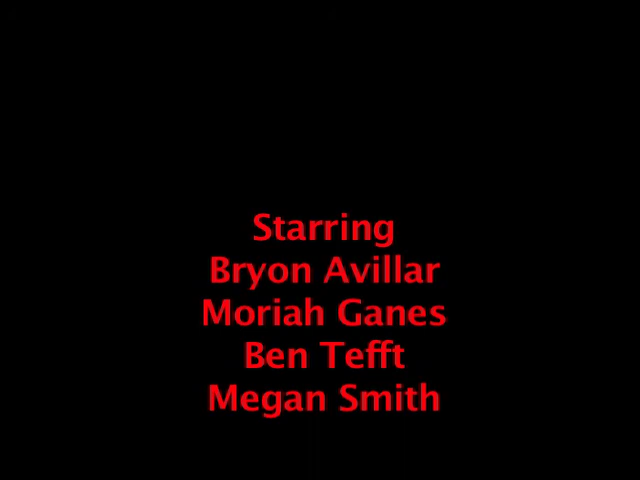 Starring
Bryon Avillar
Moriah Ganes
Ben Tefft
Megan Smith